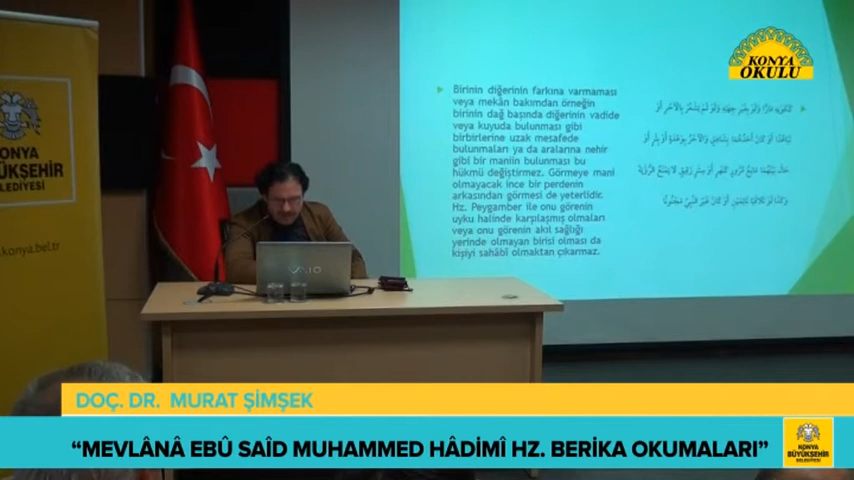 KONYA
OKULU
Birinin diğerinin farkına varmaması
veya mekân bakımdan örneğin
birinin dağ başında diğerinin vadide
veya kuyuda bulunması gibi
birbirlerine uzak mesafede
bulunmaları ya da aralarına nehir
gibi bir maniin bulunması bu
hükmü değiştirmez. Görmeye mani
olmayacak ince bir perdenin
arkasından görmesi de yeterlidir.
Hz. Peygamber ile onu görenin
uyku halinde karşılaşmış olmaları
veya onu görenin akıl sağlığı
yerinde olmayan birisi olması da
kişiyi sahâbî olmaktan çıkarmaz.
KONYA
BÜYÜKŞEHİR
BELEDİYESİ
konya.bel.tr
VAIO
DOÇ. DR. MURAT ŞİMŞEK
“MEVLÂNÂ EBÛ SAÎD MUHAMMED HÂDİMÎ HZ. BERİKA OKUMALARI”
KONYA
BÜYÜKŞEHİR
BELEDİYESİ